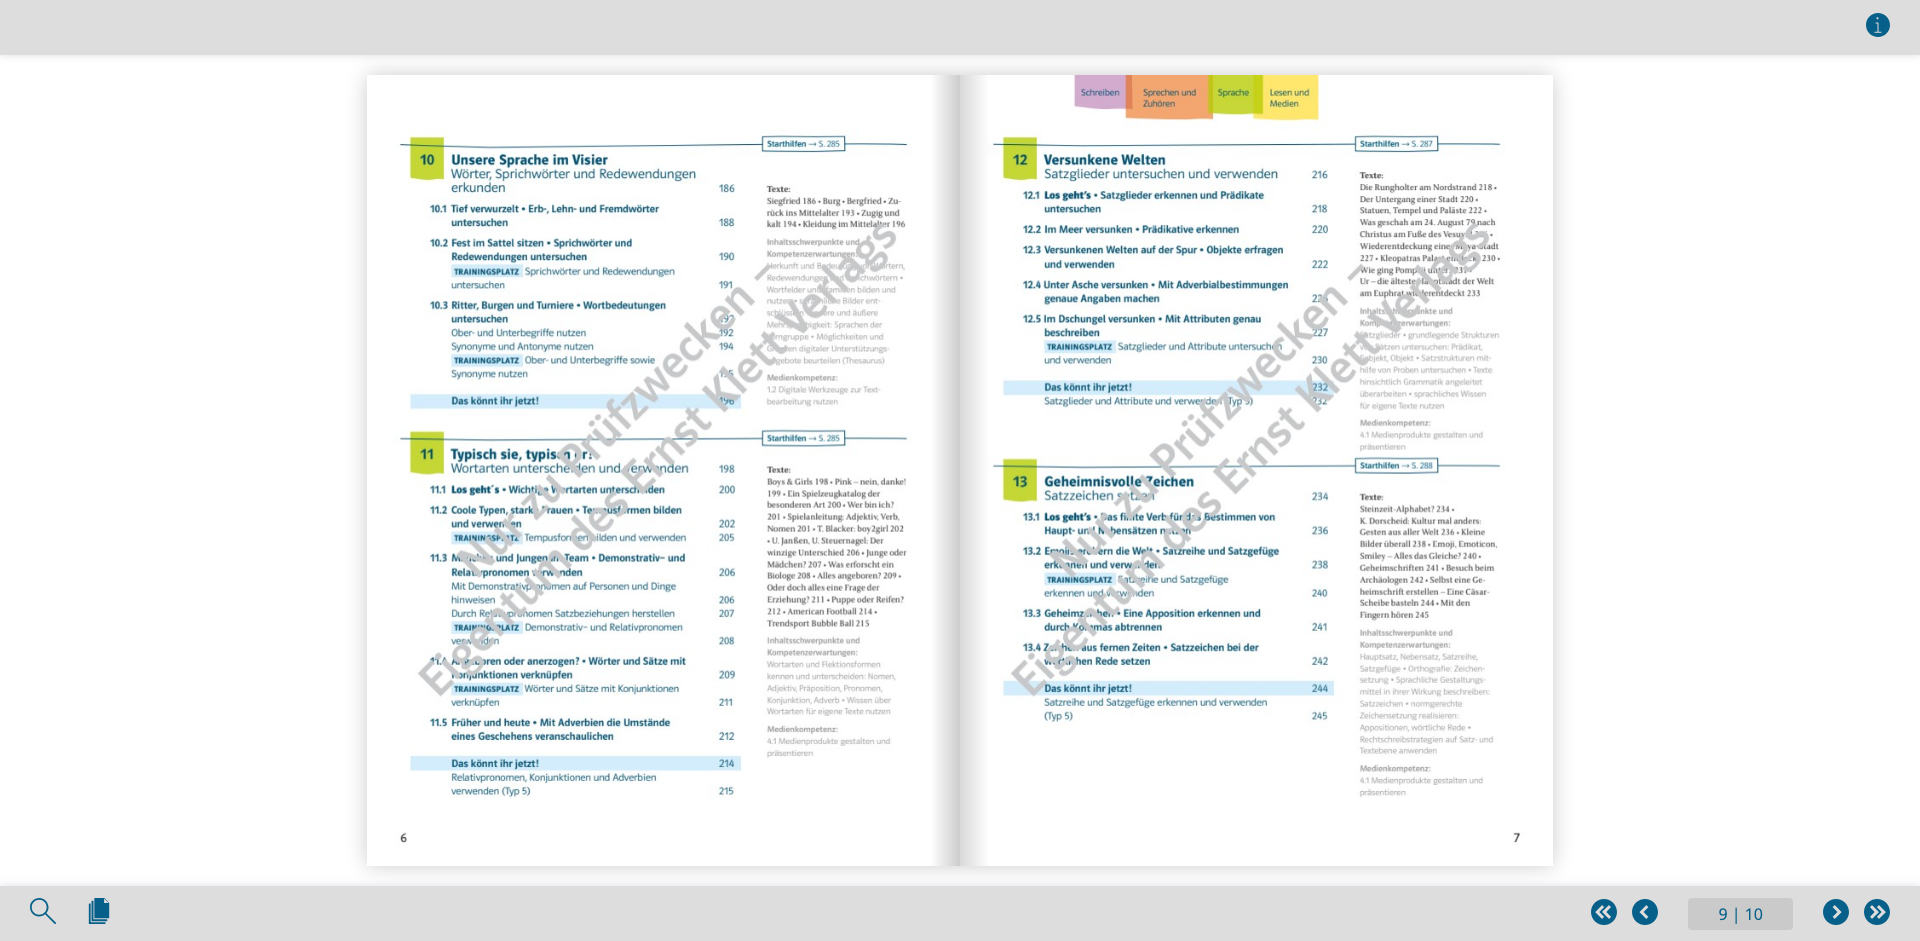 10 Unsere Sprache im Visier
Wörter, Sprichwörter und Redewendungen
erkunden 186
10.1 Tief verwurzelt • Erb-, Lehn- und Fremdwörter
untersuchen 188
10.2 Fest im Sattel sitzen • Sprichwörter und
Redewendungen untersuchen 190
TRAININGSPLATZ Sprichwörter und Redewendungen
untersuchen 191
10.3 Ritter, Burgen und Turniere • Wortbedeutungen
untersuchen 192
Ober- und Unterbegriffe nutzen 192
Synonyme und Antonyme nutzen 194
TRAININGSPLATZ Ober- und Unterbegriffe sowie
Synonyme nutzen
Das könnt ihr jetzt! 196
Starthilfen → S. 285
Texte:
Siegfried 186 • Burg • Bergfried • Zu-
rück ins Mittelalter 193 • Zugig und
kalt 194 • Kleidung im Mittelalter 196
Inhaltsschwerpunkte und
Kompetenzerwartungen:
Herkunft und
Redewendungen
Wortfelder und bilden und
nutzen Bilder ent-
und äußere
Sprachen der
• Möglichkeiten und
digitaler Unterstützungs-
angebote beurteilen (Thesaurus)
Medienkompetenz:
1.2 Digitale Werkzeuge zur Text-
bearbeitung nutzen
11 Typisch sie, typisch er?
Wortarten unterscheiden und verwenden 198
11.1 Los geht´s • Wichtige Wortarten unterscheiden 200
11.2 Coole Typen, starke Frauen • Tempusformen bilden
und verwenden 202
TRAININGSPLATZ Tempusformen bilden und verwenden 205
11.3 Mädchen und Jungen im Team • Demonstrativ- und
Relativpronomen verwenden 206
Mit Demonstrativpronomen auf Personen und Dinge
hinweisen 206
Durch Relativpronomen Satzbeziehungen herstellen 207
TRAININGSPLATZ Demonstrativ- und Relativpronomen
verwenden 208
11.4 Angeboren oder anerzogen? • Wörter und Sätze mit
Konjunktionen verknüpfen 209
TRAININGSPLATZ Wörter und Sätze mit Konjunktionen
verknüpfen 211
11.5 Früher und heute • Mit Adverbien die Umstände
eines Geschehens veranschaulichen 212
Das könnt ihr jetzt! 214
Relativpronomen, Konjunktionen und Adverbien
verwenden (Typ 5) 215
Starthilfen → S. 285
Texte:
Boys & Girls 198 • Pink – nein, danke!
199 • Ein Spielzeugkatalog der
besonderen Art 200 • Wer bin ich?
201 • Spielanleitung: Adjektiv, Verb,
Nomen 201 • T. Blacker: boy2girl 202
• U. Janßen, U. Steuernagel: Der
winzige Unterschied 206 • Junge oder
Mädchen? 207 • Was erforscht ein
Biologe 208 • Alles angeboren? 209 •
Oder doch alles eine Frage der
Erziehung? 211 • Puppe oder Reifen?
212 • American Football 214 •
Trendsport Bubble Ball 215
Inhaltsschwerpunkte und
Kompetenzerwartungen:
Wortarten und Flektionsformen
kennen und unterscheiden: Nomen,
Adjektiv, Präposition, Pronomen,
Konjunktion, Adverb • Wissen über
Wortarten für eigene Texte nutzen
Medienkompetenz:
4.1 Medienprodukte gestalten und
präsentieren
6
Nur zu Prüfzwecken –
Eigentum des Ernst Klett Verlags
Schreiben
Sprechen und
Zuhören
Sprache
Lesen und
Medien
12 Versunkene Welten
Satzglieder untersuchen und verwenden 216
12.1 Los geht's • Satzglieder erkennen und Prädikate
untersuchen 218
12.2 Im Meer versunken • Prädikative erkennen 220
12.3 Versunkenen Welten auf der Spur • Objekte erfragen
und verwenden 222
12.4 Unter Asche versunken • Mit Adverbialbestimmungen
genaue Angaben machen
12.5 Im Dschungel versunken • Mit Attributen genau
beschreiben 227
TRAININGSPLATZ Satzglieder und Attribute untersuchen
und verwenden 230
Das könnt ihr jetzt! 232
Satzglieder und Attribute und verwenden (Typ 5) 232
Starthilfen → S. 287
Texte:
Die Rungholter am Nordstrand 218 •
Der Untergang einer Stadt 220 •
Statuen, Tempel und Paläste 222 •
Was geschah am 24. August 79 nach
Christus am Fuße des Vesuv
Wiederentdeckung einer Maya-Stadt
227 • Kleopatras Palast entdeckt 230 •
Wie ging Pompeji unter? 231 •
Ur – die älteste Hauptstadt der Welt
am Euphrat wiederentdeckt 233
Inhaltsschwerpunkte und
Kompetenzerwartungen:
Satzglieder • grundlegende Strukturen
von Sätzen untersuchen: Prädikat,
Subjekt, Objekt • Satzstrukturen mit-
hilfe von Proben untersuchen • Texte
hinsichtlich Grammatik angeleitet
überarbeiten • sprachliches Wissen
für eigene Texte nutzen
Medienkompetenz:
4.1 Medienprodukte gestalten und
präsentieren
13 Geheimnisvolle Zeichen
Satzzeichen setzen 234
13.1 Los geht's • Das finite Verb für das Bestimmen von
Haupt- und Nebensätzen nutzen 236
13.2 Emojis erobern die Welt • Satzreihe und Satzgefüge
erkennen und verwenden 238
TRAININGSPLATZ Satzreihe und Satzgefüge
erkennen und verwenden 240
13.3 Geheimzeichen • Eine Apposition erkennen und
durch Kommas abtrennen 241
13.4 Zeichen aus fernen Zeiten • Satzzeichen bei der
wörtlichen Rede setzen 242
Das könnt ihr jetzt! 244
Satzreihe und Satzgefüge erkennen und verwenden
(Typ 5) 245
Starthilfen → S. 288
Texte:
Steinzeit-Alphabet? 234 •
K. Dorscheid: Kultur mal anders:
Gesten aus aller Welt 236 • Kleine
Bilder überall 238 • Emoji, Emoticon,
Smiley – Alles das Gleiche? 240 •
Geheimschriften 241 • Besuch beim
Archäologen 242 • Selbst eine Ge-
heimschrift erstellen – Eine Cäsar-
Scheibe basteln 244 • Mit den
Fingern hören 245
Inhaltsschwerpunkte und
Kompetenzerwartungen:
Hauptsatz, Nebensatz, Satzreihe,
Satzgefüge • Orthografie: Zeichen-
setzung • Sprachliche Gestaltungs-
mittel in ihrer Wirkung beschreiben:
Satzzeichen • normgerechte
Zeichensetzung realisieren:
Appositionen, wörtliche Rede •
Rechtschreibstrategien auf Satz- und
Textebene anwenden
Medienkompetenz:
4.1 Medienprodukte gestalten und
präsentieren
7
Nur zu Prüfzwecken –
Eigentum des Ernst Klett Verlags
9 | 10